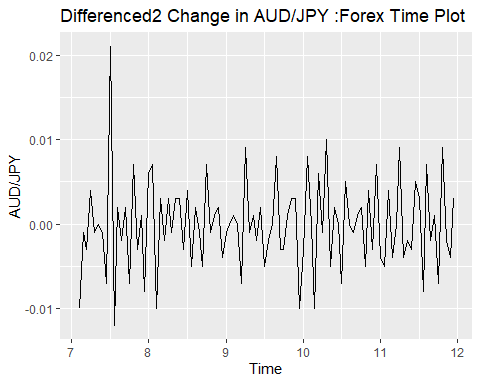 Differenced2 Change in AUD/JPY :Forex Time Plot
AUD/JPY
0.02
0.01
0.00
-0.01
7 8 9 10 11 12
Time